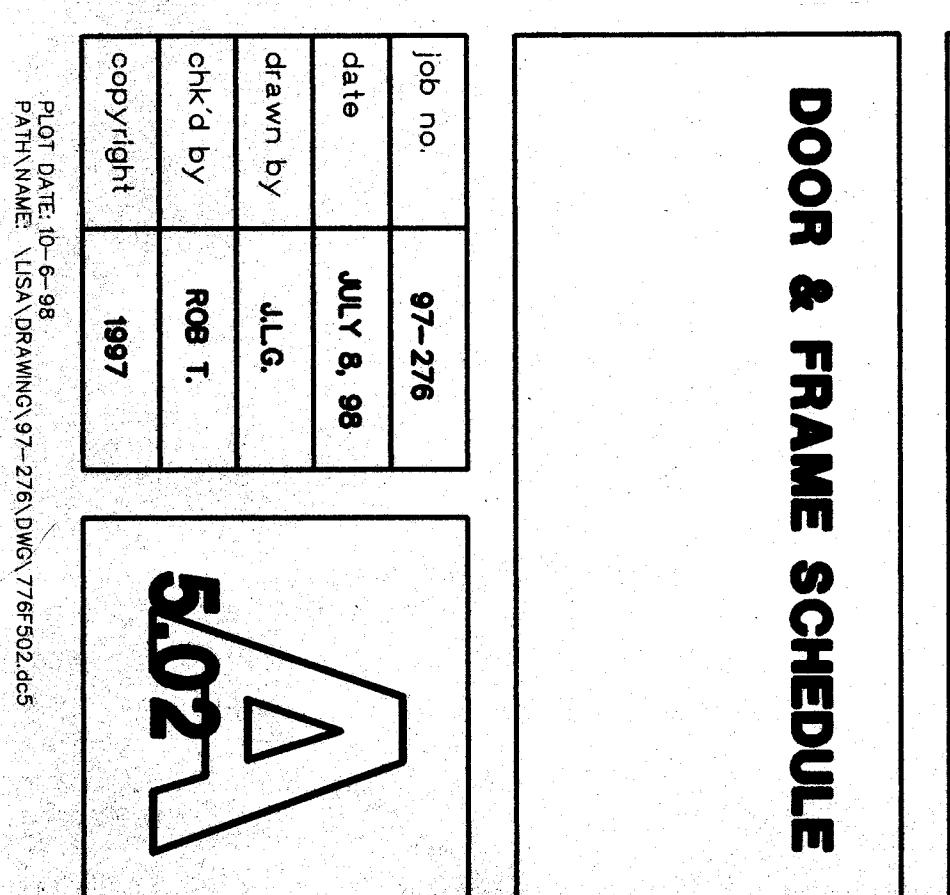 DOOR & FRAME SCHEDULE
job no. 97-276
date JULY 8, 98
drawn by J.L.G.
chk'd by ROB T.
copyright 1997
A
5.02
PLOT DATE: 10-6-98
PATH\NAME: \LISA\DRAWING\97-276\DWG\776F502.dc5